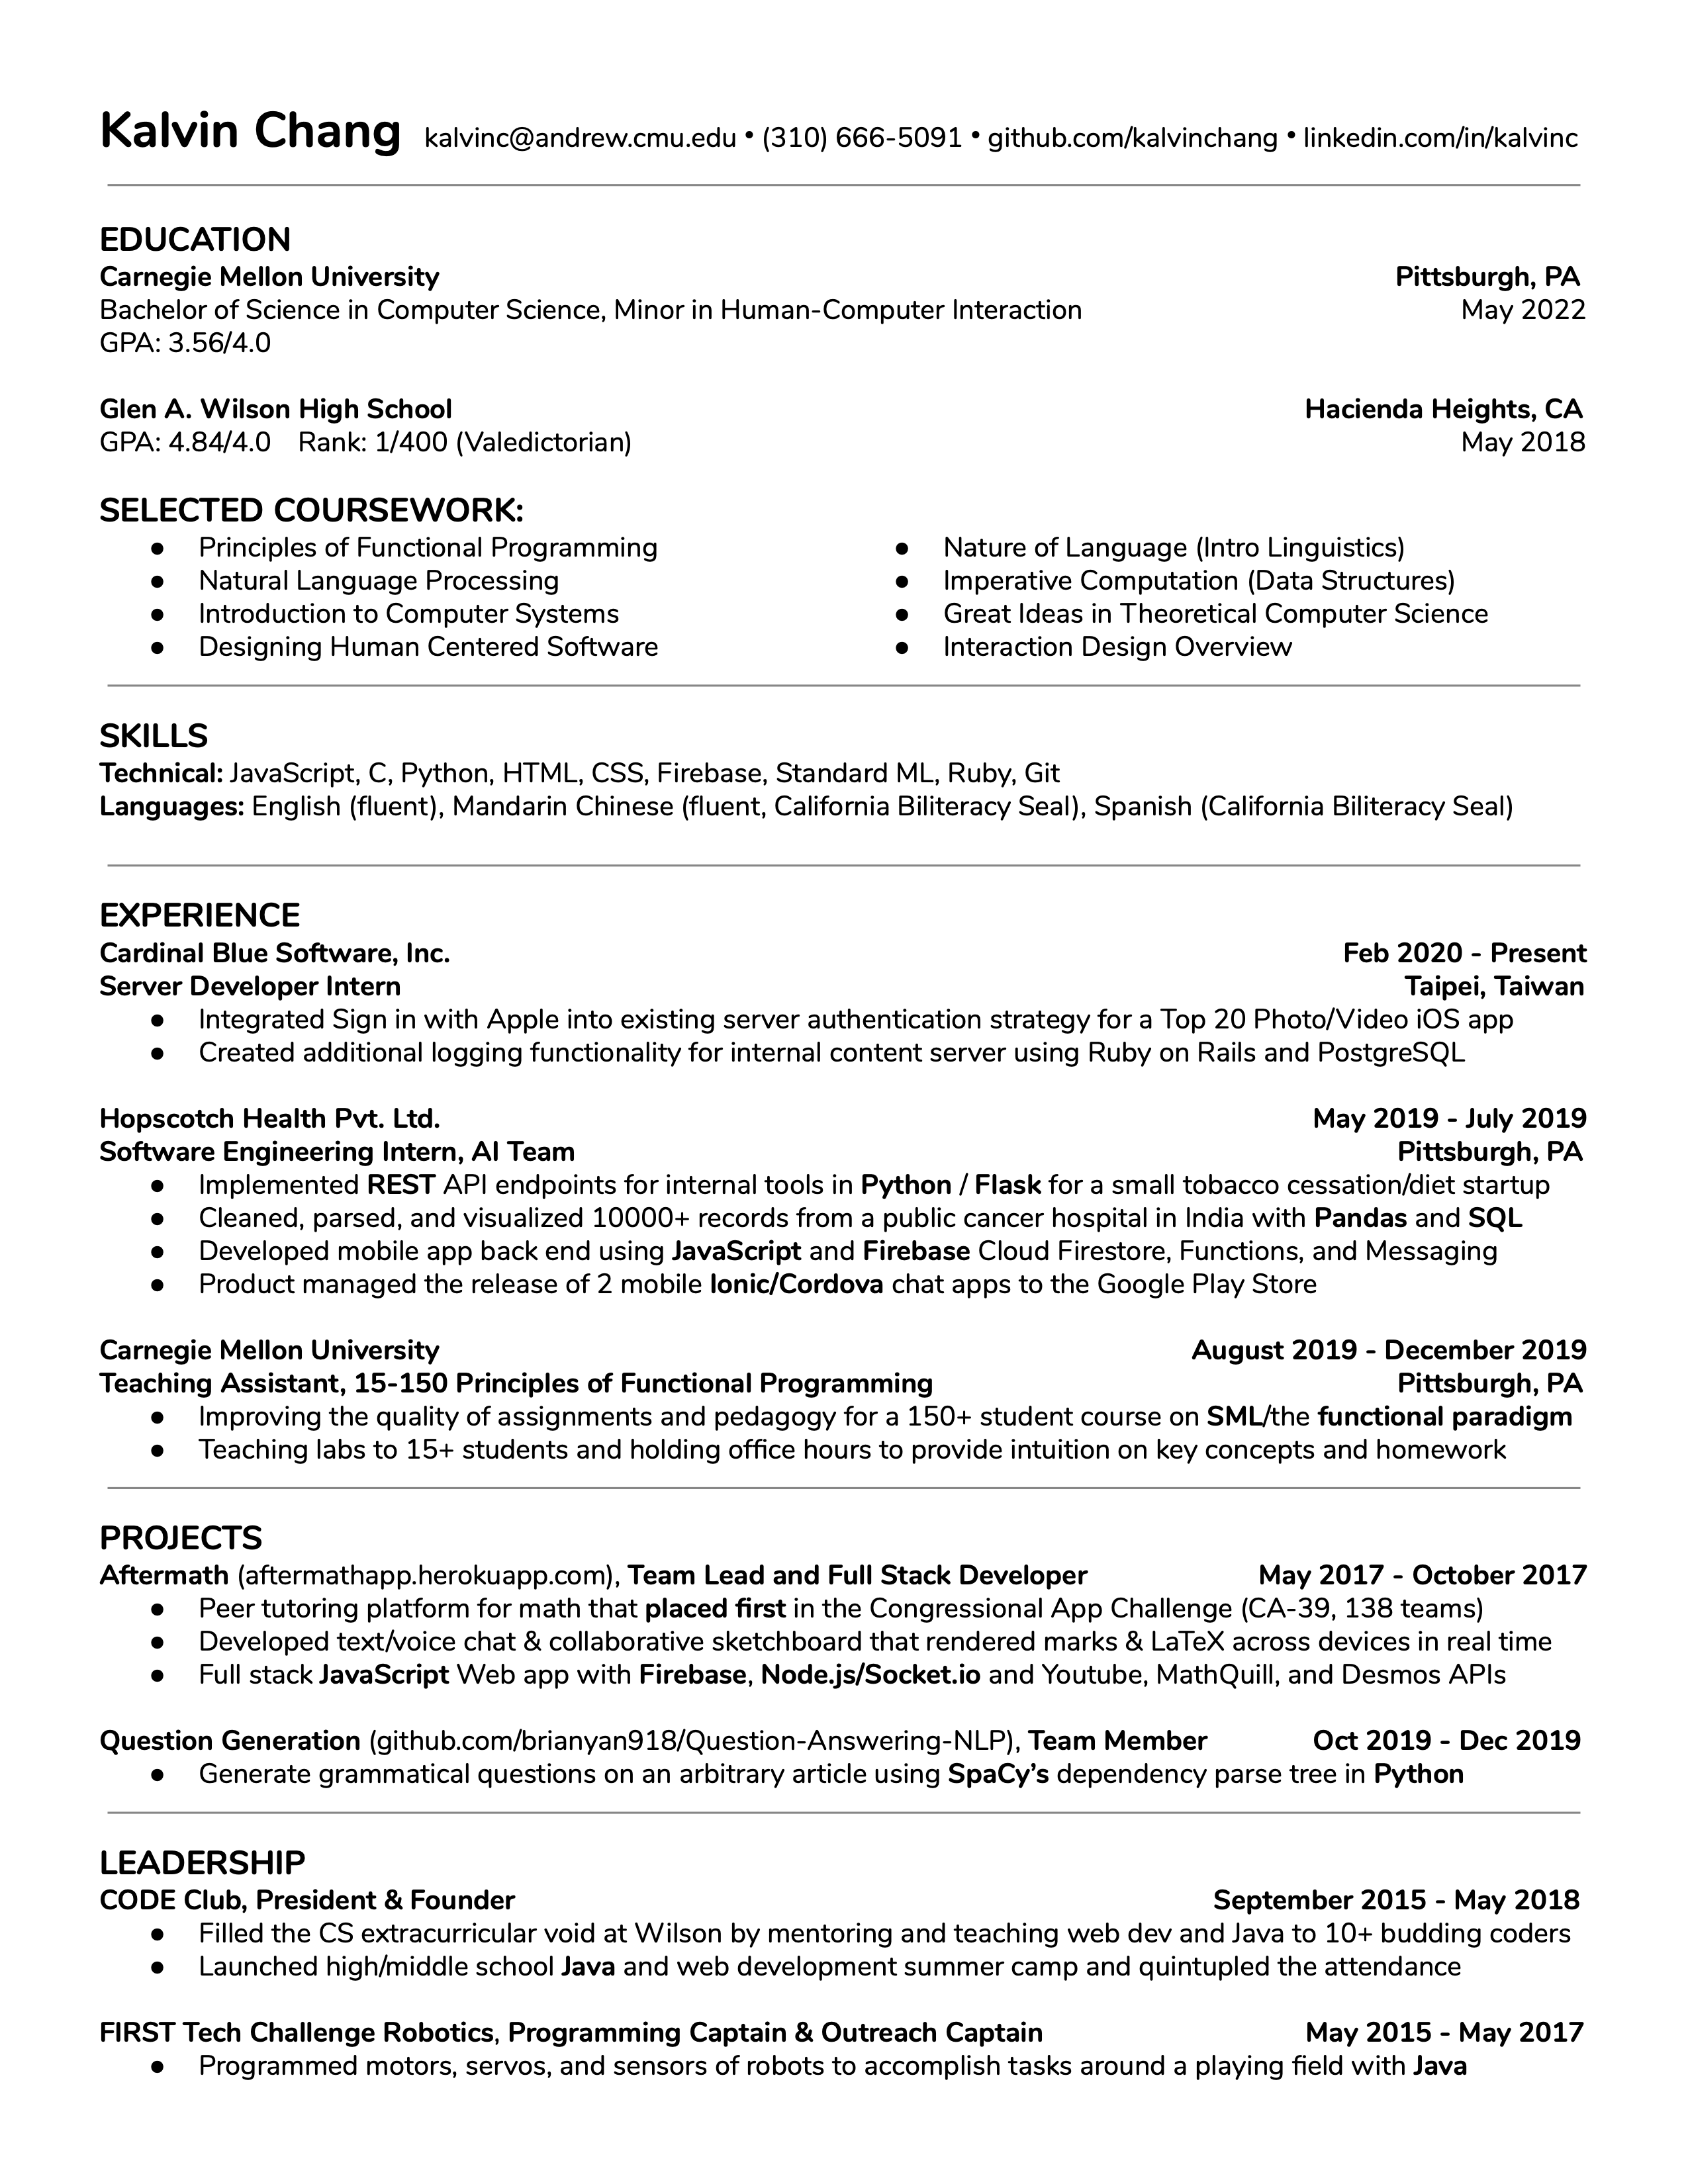 Kalvin Chang kalvinc@andrew.cmu.edu • (310) 666-5091 • github.com/kalvinchang • linkedin.com/in/kalvinc
EDUCATION
Carnegie Mellon University Pittsburgh, PA
Bachelor of Science in Computer Science, Minor in Human-Computer Interaction May 2022
GPA: 3.56/4.0
Glen A. Wilson High School Hacienda Heights, CA
GPA: 4.84/4.0 Rank: 1/400 (Valedictorian) May 2018
SELECTED COURSEWORK:
● Principles of Functional Programming
● Natural Language Processing
● Introduction to Computer Systems
● Designing Human Centered Software
● Nature of Language (Intro Linguistics)
● Imperative Computation (Data Structures)
● Great Ideas in Theoretical Computer Science
● Interaction Design Overview
SKILLS
Technical: JavaScript, C, Python, HTML, CSS, Firebase, Standard ML, Ruby, Git
Languages: English (fluent), Mandarin Chinese (fluent, California Biliteracy Seal), Spanish (California Biliteracy Seal)
EXPERIENCE
Cardinal Blue Software, Inc. Feb 2020 - Present
Server Developer Intern Taipei, Taiwan
● Integrated Sign in with Apple into existing server authentication strategy for a Top 20 Photo/Video iOS app
● Created additional logging functionality for internal content server using Ruby on Rails and PostgreSQL
Hopscotch Health Pvt. Ltd. May 2019 - July 2019
Software Engineering Intern, AI Team Pittsburgh, PA
● Implemented REST API endpoints for internal tools in Python / Flask for a small tobacco cessation/diet startup
● Cleaned, parsed, and visualized 10000+ records from a public cancer hospital in India with Pandas and SQL
● Developed mobile app back end using JavaScript and Firebase Cloud Firestore, Functions, and Messaging
● Product managed the release of 2 mobile Ionic/Cordova chat apps to the Google Play Store
Carnegie Mellon University August 2019 - December 2019
Teaching Assistant, 15-150 Principles of Functional Programming Pittsburgh, PA
● Improving the quality of assignments and pedagogy for a 150+ student course on SML/the functional paradigm
● Teaching labs to 15+ students and holding office hours to provide intuition on key concepts and homework
PROJECTS
Aftermath (aftermathapp.herokuapp.com), Team Lead and Full Stack Developer May 2017 - October 2017
● Peer tutoring platform for math that placed first in the Congressional App Challenge (CA-39, 138 teams)
● Developed text/voice chat & collaborative sketchboard that rendered marks & LaTeX across devices in real time
● Full stack JavaScript Web app with Firebase, Node.js/Socket.io and Youtube, MathQuill, and Desmos APIs
Question Generation (github.com/brianyan918/Question-Answering-NLP), Team Member Oct 2019 - Dec 2019
● Generate grammatical questions on an arbitrary article using SpaCy’s dependency parse tree in Python
LEADERSHIP
CODE Club, President & Founder September 2015 - May 2018
● Filled the CS extracurricular void at Wilson by mentoring and teaching web dev and Java to 10+ budding coders
● Launched high/middle school Java and web development summer camp and quintupled the attendance
FIRST Tech Challenge Robotics, Programming Captain & Outreach Captain May 2015 - May 2017
● Programmed motors, servos, and sensors of robots to accomplish tasks around a playing field with Java